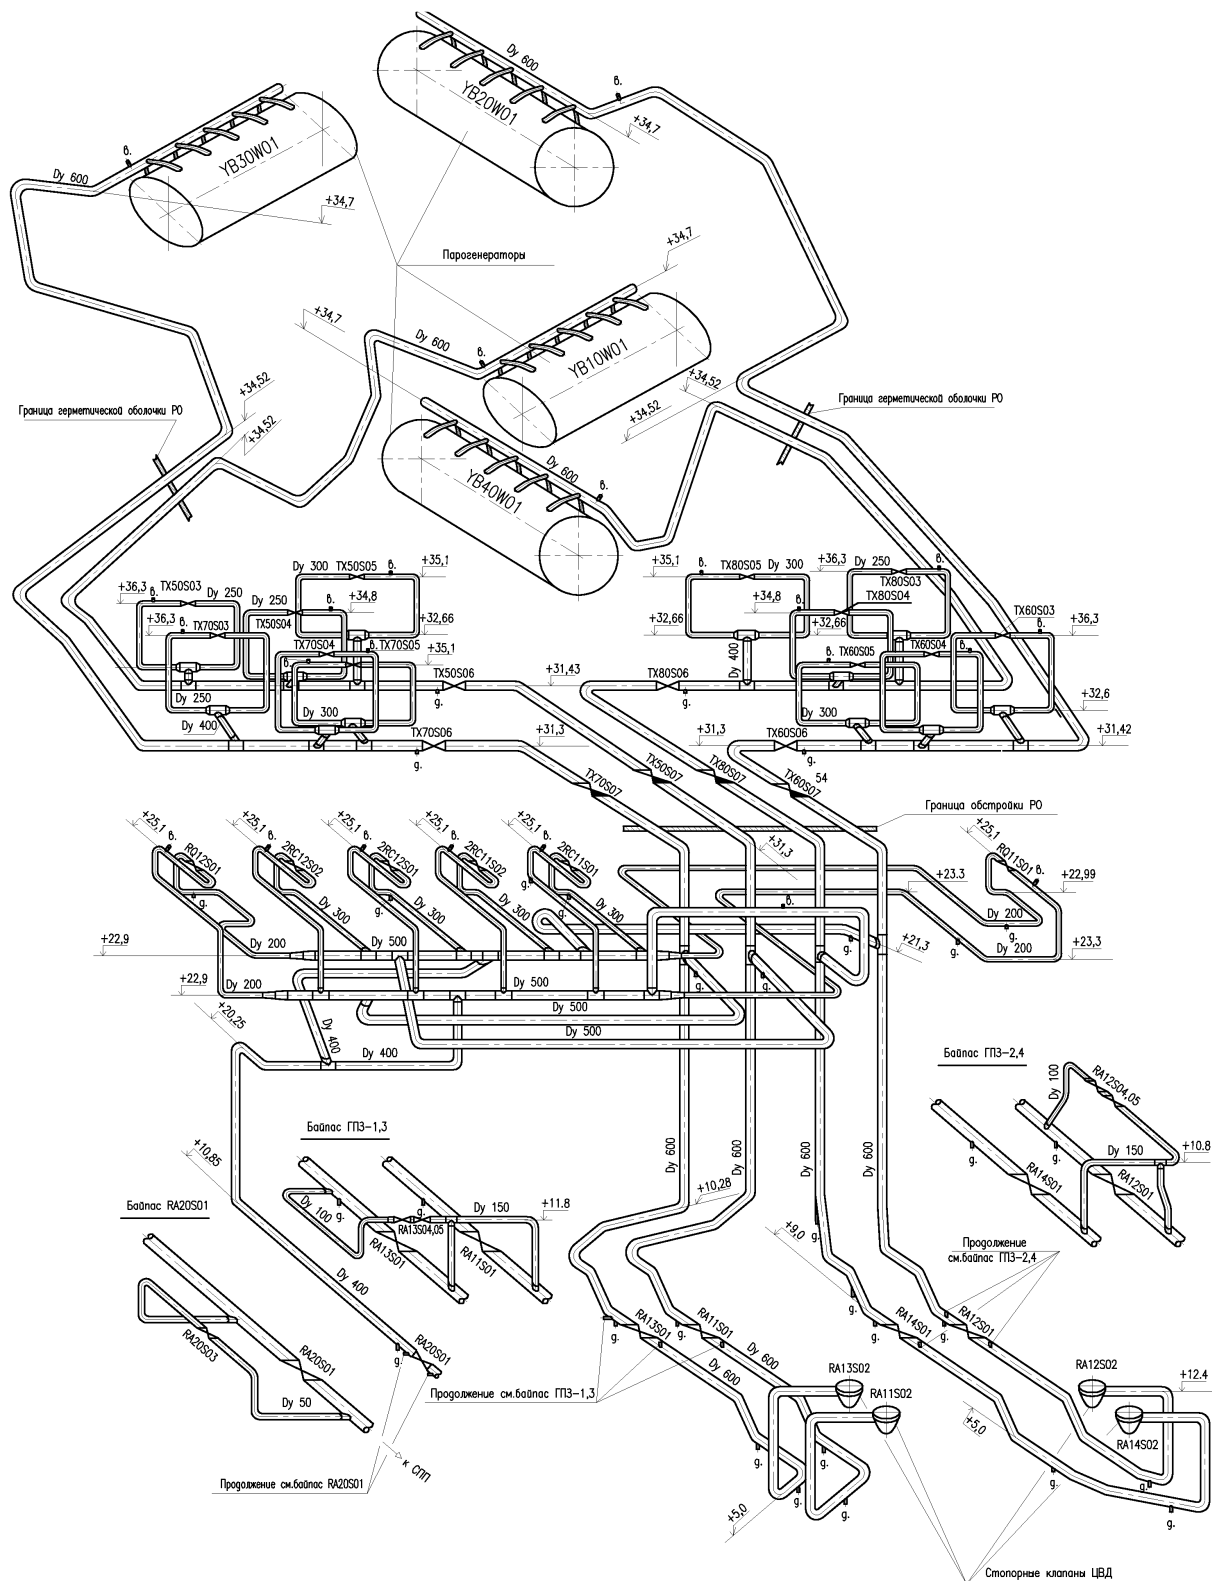 Dy 600
в.
YB20W01
+34,7
YB30W01
в.
Dy 600
+34,7
Парогенераторы
+34,7
+34,7
Dy 600
в.
YB10W01
+34,52
+34,52
+34,52
+34,52
Граница герметической оболочки РО
Граница герметической оболочки РО
Dy 600
YB40W01
в.
Dy 300
TX50S05
в.
+35,1
+35,1
в.
TX80S05
Dy 300
+36,3
Dy 250
в.
+36,3
TX50S03
в.
Dy 250
TX80S03
TX80S04
Dy 250
в.
+34,8
+34,8
в.
TX60S03
в.
+36,3
+36,3
в.
TX70S03
TX50S04
+32,66
+32,66
+32,66
TX70S04
в.
TX70S05
+35,1
Dy 400
в.
TX60S05
TX60S04
в.
в.
в.
TX50S06
+31,43
TX80S06
Dy 250
g.
g.
+32,6
Dy 400
Dy 300
Dy 300
TX70S06
+31,3
+31,3
TX60S06
+31,42
g.
g.
TX70S07
TX50S07
TX80S07
TX60S07
54
Граница обстройки РО
+25,1
в.
+25,1
в.
+25,1
в.
+25,1
в.
+25,1
в.
+31,3
+25,1
RQ12S01
2RC12S02
2RC12S01
2RC11S02
2RC11S01
RQ11S01
в.
g.
g.
g.
g.
+23.3
+22,99
Dy 300
Dy 300
Dy 300
Dy 300
в.
Dy 200
g.
+22,9
Dy 200
Dy 500
g.
+21,3
g.
Dy 200
+23,3
+22,9
Dy 200
Dy 500
g.
g.
g.
+20,25
Dy 500
Dy 500
Dy 400
Dy 400
Байпас ГПЗ-2,4
Dy 100
RA12S04,05
Байпас ГПЗ-1,3
+10,85
Dy 600
Dy 600
Dy 600
Dy 600
g.
g.
Dy 150
+10.8
RA14S01
RA12S01
+10,28
Байпас RA20S01
Dy 100
g.
g.
Dy 150
+11.8
RA13S04,05
RA13S01
RA11S01
+9,0
g.
Продолжение
см.байпас ГПЗ-2,4
Dy 400
g.
g.
RA20S03
RA20S01
RA20S01
g.
g.
RA13S01
g.
RA11S01
g.
RA14S01
g.
RA12S01
g.
g.
g.
g.
Dy 600
Dy 600
RA13S02
RA11S02
RA12S02
+12.4
Продолжение см.байпас ГПЗ-1,3
Dy 50
+5,0
RA14S02
к СПП
g.
g.
g.
g.
Продолжение см.байпас RA20S01
g.
g.
+5,0
g.
Стопорные клапаны ЦВД